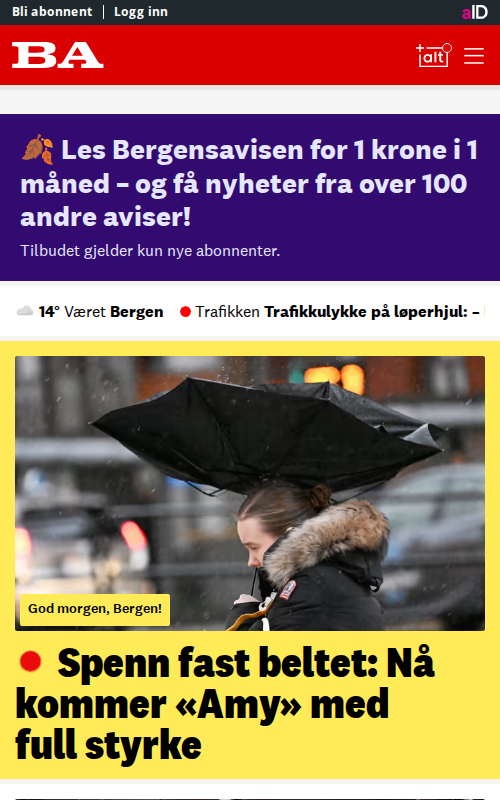 Bli abonnent | Logg inn
aID
BA
+alt
Les Bergensavisen for 1 krone i 1
måned – og få nyheter fra over 100
andre aviser!
Tilbudet gjelder kun nye abonnenter.
14° Været Bergen
Trafikken Trafikkulykke på løperhjul: –
God morgen, Bergen!
Spenn fast beltet: Nå
kommer «Amy» med
full styrke